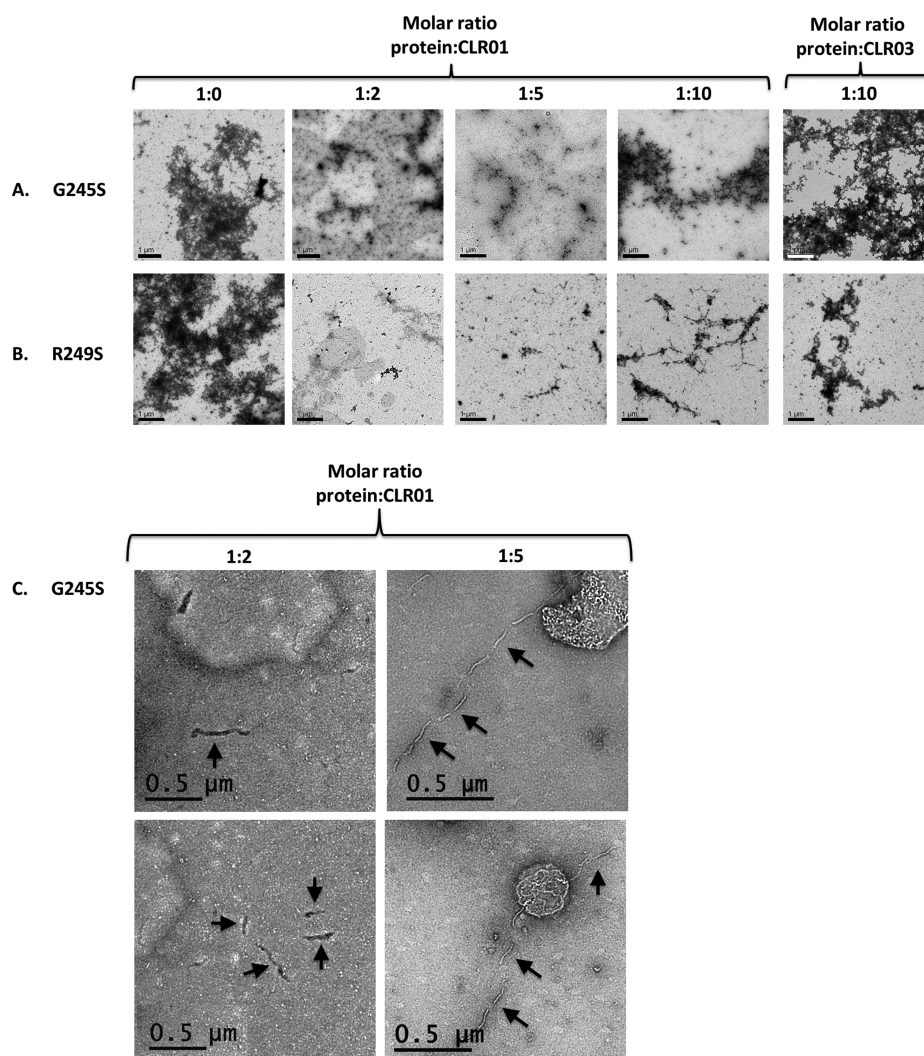 Molar ratio
protein:CLR01
Molar ratio
protein:CLR03
1:0 1:2 1:5 1:10 1:10
A. G245S
1 µm 1 µm 1 µm 1 µm 1 µm
B. R249S
1 µm 1 µm 1 µm 1 µm 1 µm
Molar ratio
protein:CLR01
1:2 1:5
C. G245S
0.5 µm 0.5 µm
0.5 µm 0.5 µm